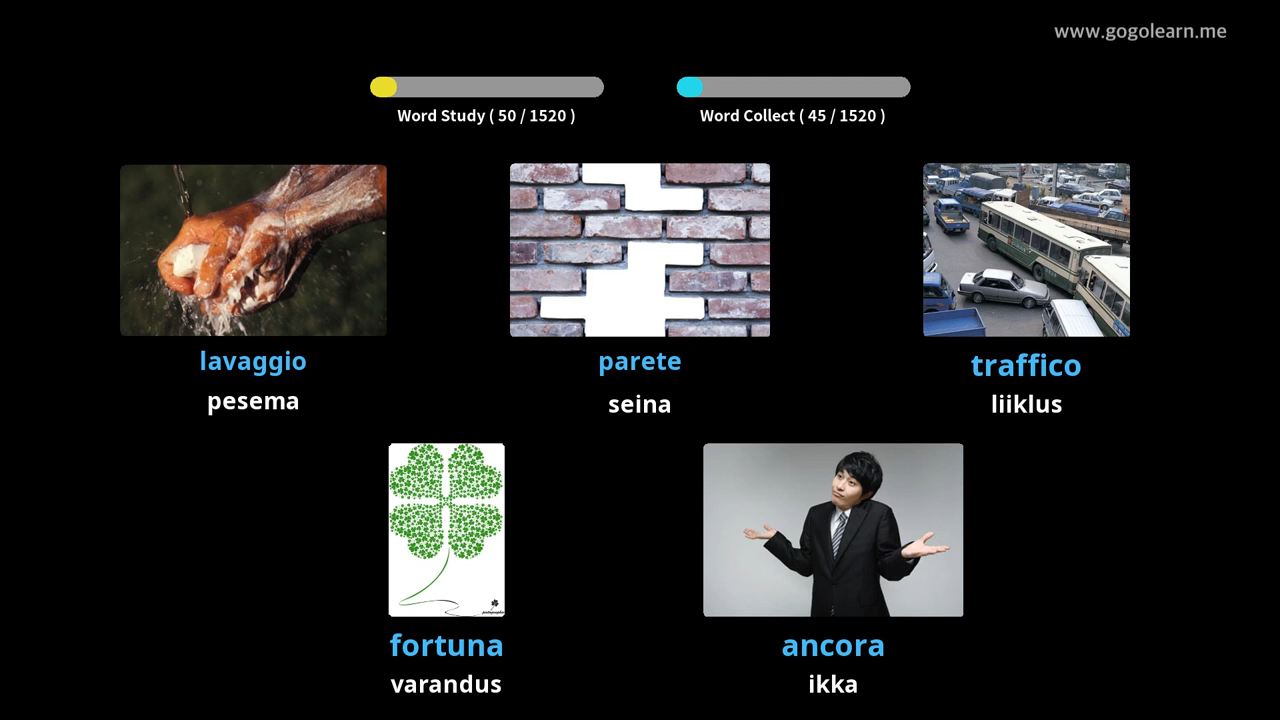 www.gogolearn.me
Word Study ( 50 / 1520 )
Word Collect ( 45 / 1520 )
lavaggio
pesema
parete
seina
traffico
liiklus
fortuna
varandus
ancora
ikka